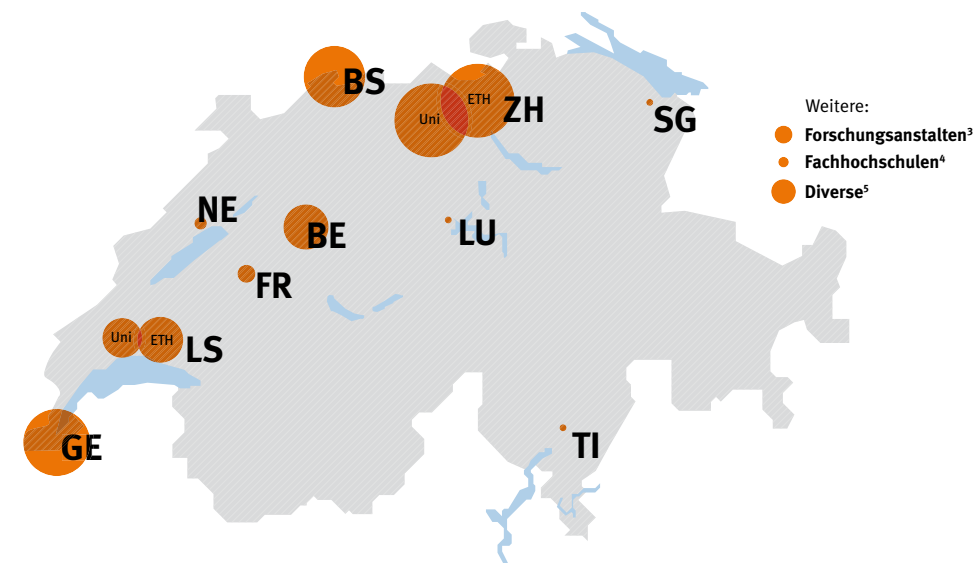 BS
ETH
Uni
ZH
SG
Weitere:
Forschungsanstalten³
Fachhochschulen⁴
Diverse⁵
NE
BE
LU
FR
Uni
ETH
LS
GE
TI